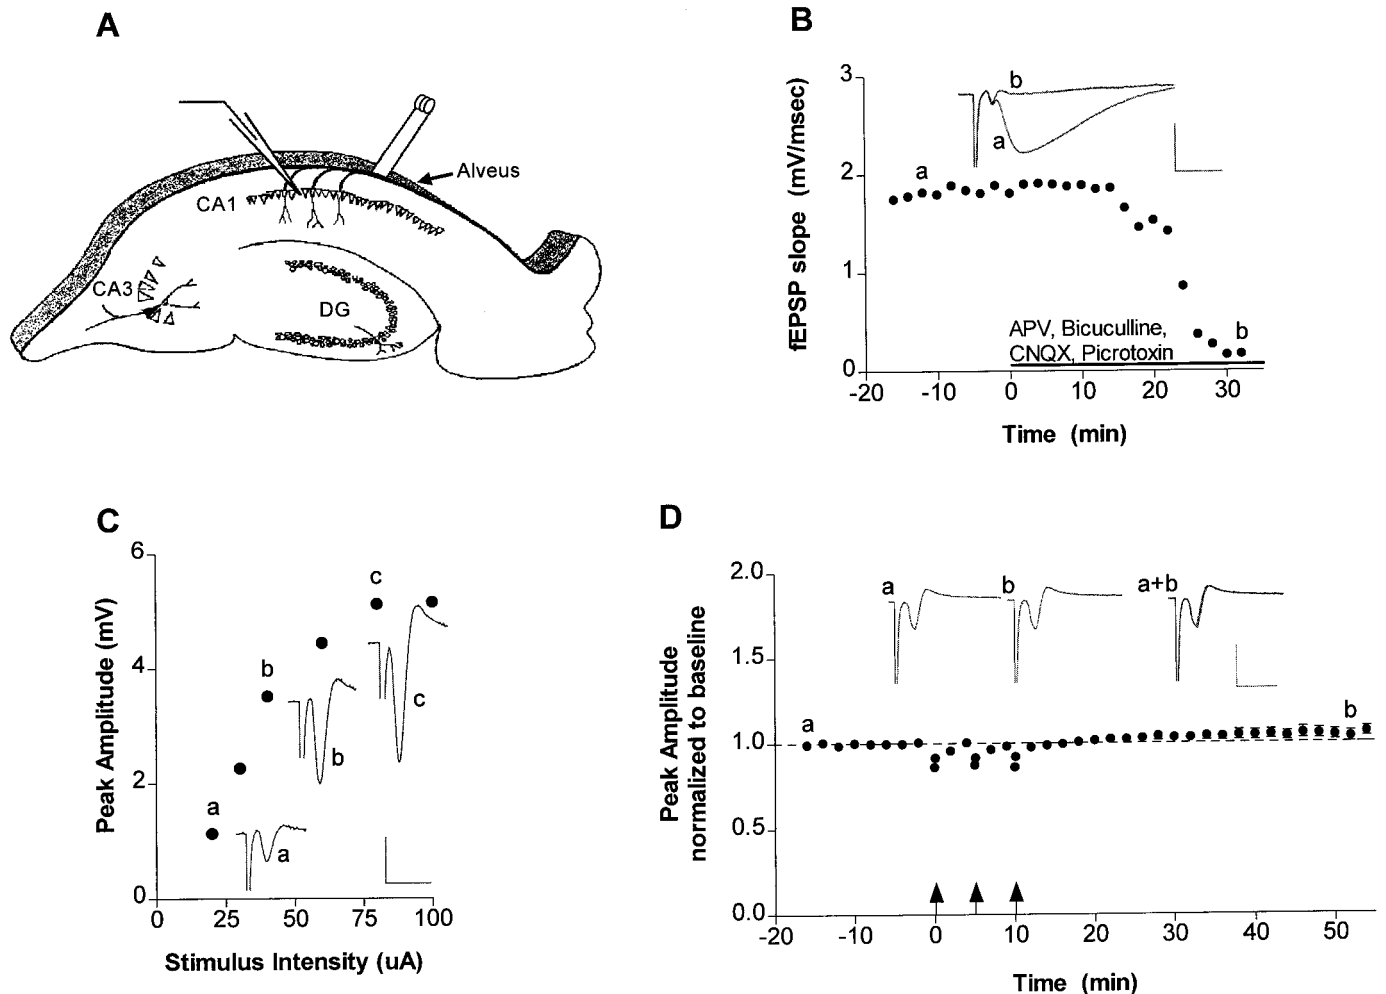 A
Alveus
CA1
CA3
DG
B
fEPSP slope (mV/msec)
3
2
1
0
b
a
a
APV, Bicuculline,
CNQX, Picrotoxin
b
-20 -10 0 10 20 30
Time (min)
C
Peak Amplitude (mV)
6
4
2
0
c
b
c
b
a
a
0 25 50 75 100
Stimulus Intensity (uA)
D
Peak Amplitude
normalized to baseline
2.0
1.5
1.0
0.5
0.0
a b a+b
a b
-20 -10 0 10 20 30 40 50
Time (min)